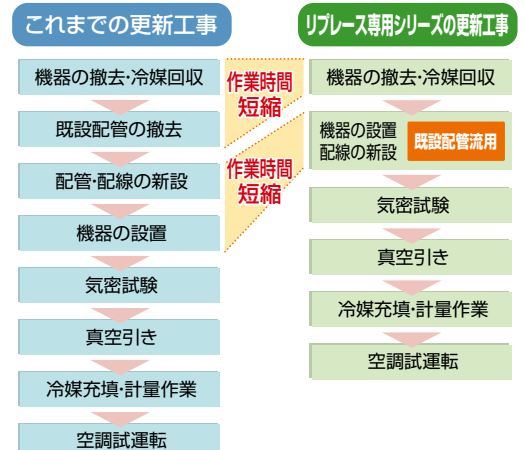 これまでの更新工事
機器の撤去・冷媒回収
既設配管の撤去
配管・配線の新設
機器の設置
気密試験
真空引き
冷媒充填・計量作業
空調試運転
作業時間
短縮
作業時間
短縮
リプレース専用シリーズの更新工事
機器の撤去・冷媒回収
機器の設置
配線の新設
既設配管流用
気密試験
真空引き
冷媒充填・計量作業
空調試運転